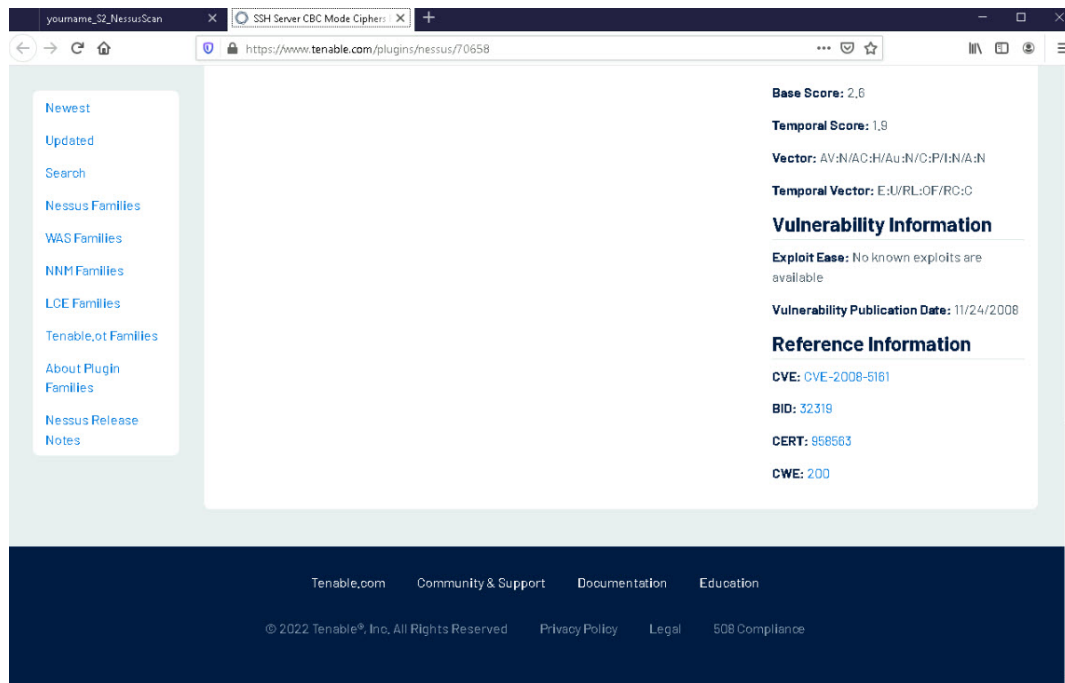 yourname_S2_NessusScan
SSH Server CBC Mode Ciphers
https://www.tenable.com/plugins/nessus/70658
Newest
Updated
Search
Nessus Families
WAS Families
NNM Families
LCE Families
Tenable.ot Families
About Plugin
Families
Nessus Release
Notes
Base Score: 2.6
Temporal Score: 1.9
Vector: AV:N/AC:H/Au:N/C:P/I:N/A:N
Temporal Vector: E:U/RL:OF/RC:C
Vulnerability Information
Exploit Ease: No known exploits are
available
Vulnerability Publication Date: 11/24/2008
Reference Information
CVE: CVE-2008-5161
BID: 32319
CERT: 958563
CWE: 200
Tenable.com Community & Support Documentation Education
© 2022 Tenable®, Inc. All Rights Reserved Privacy Policy Legal 508 Compliance